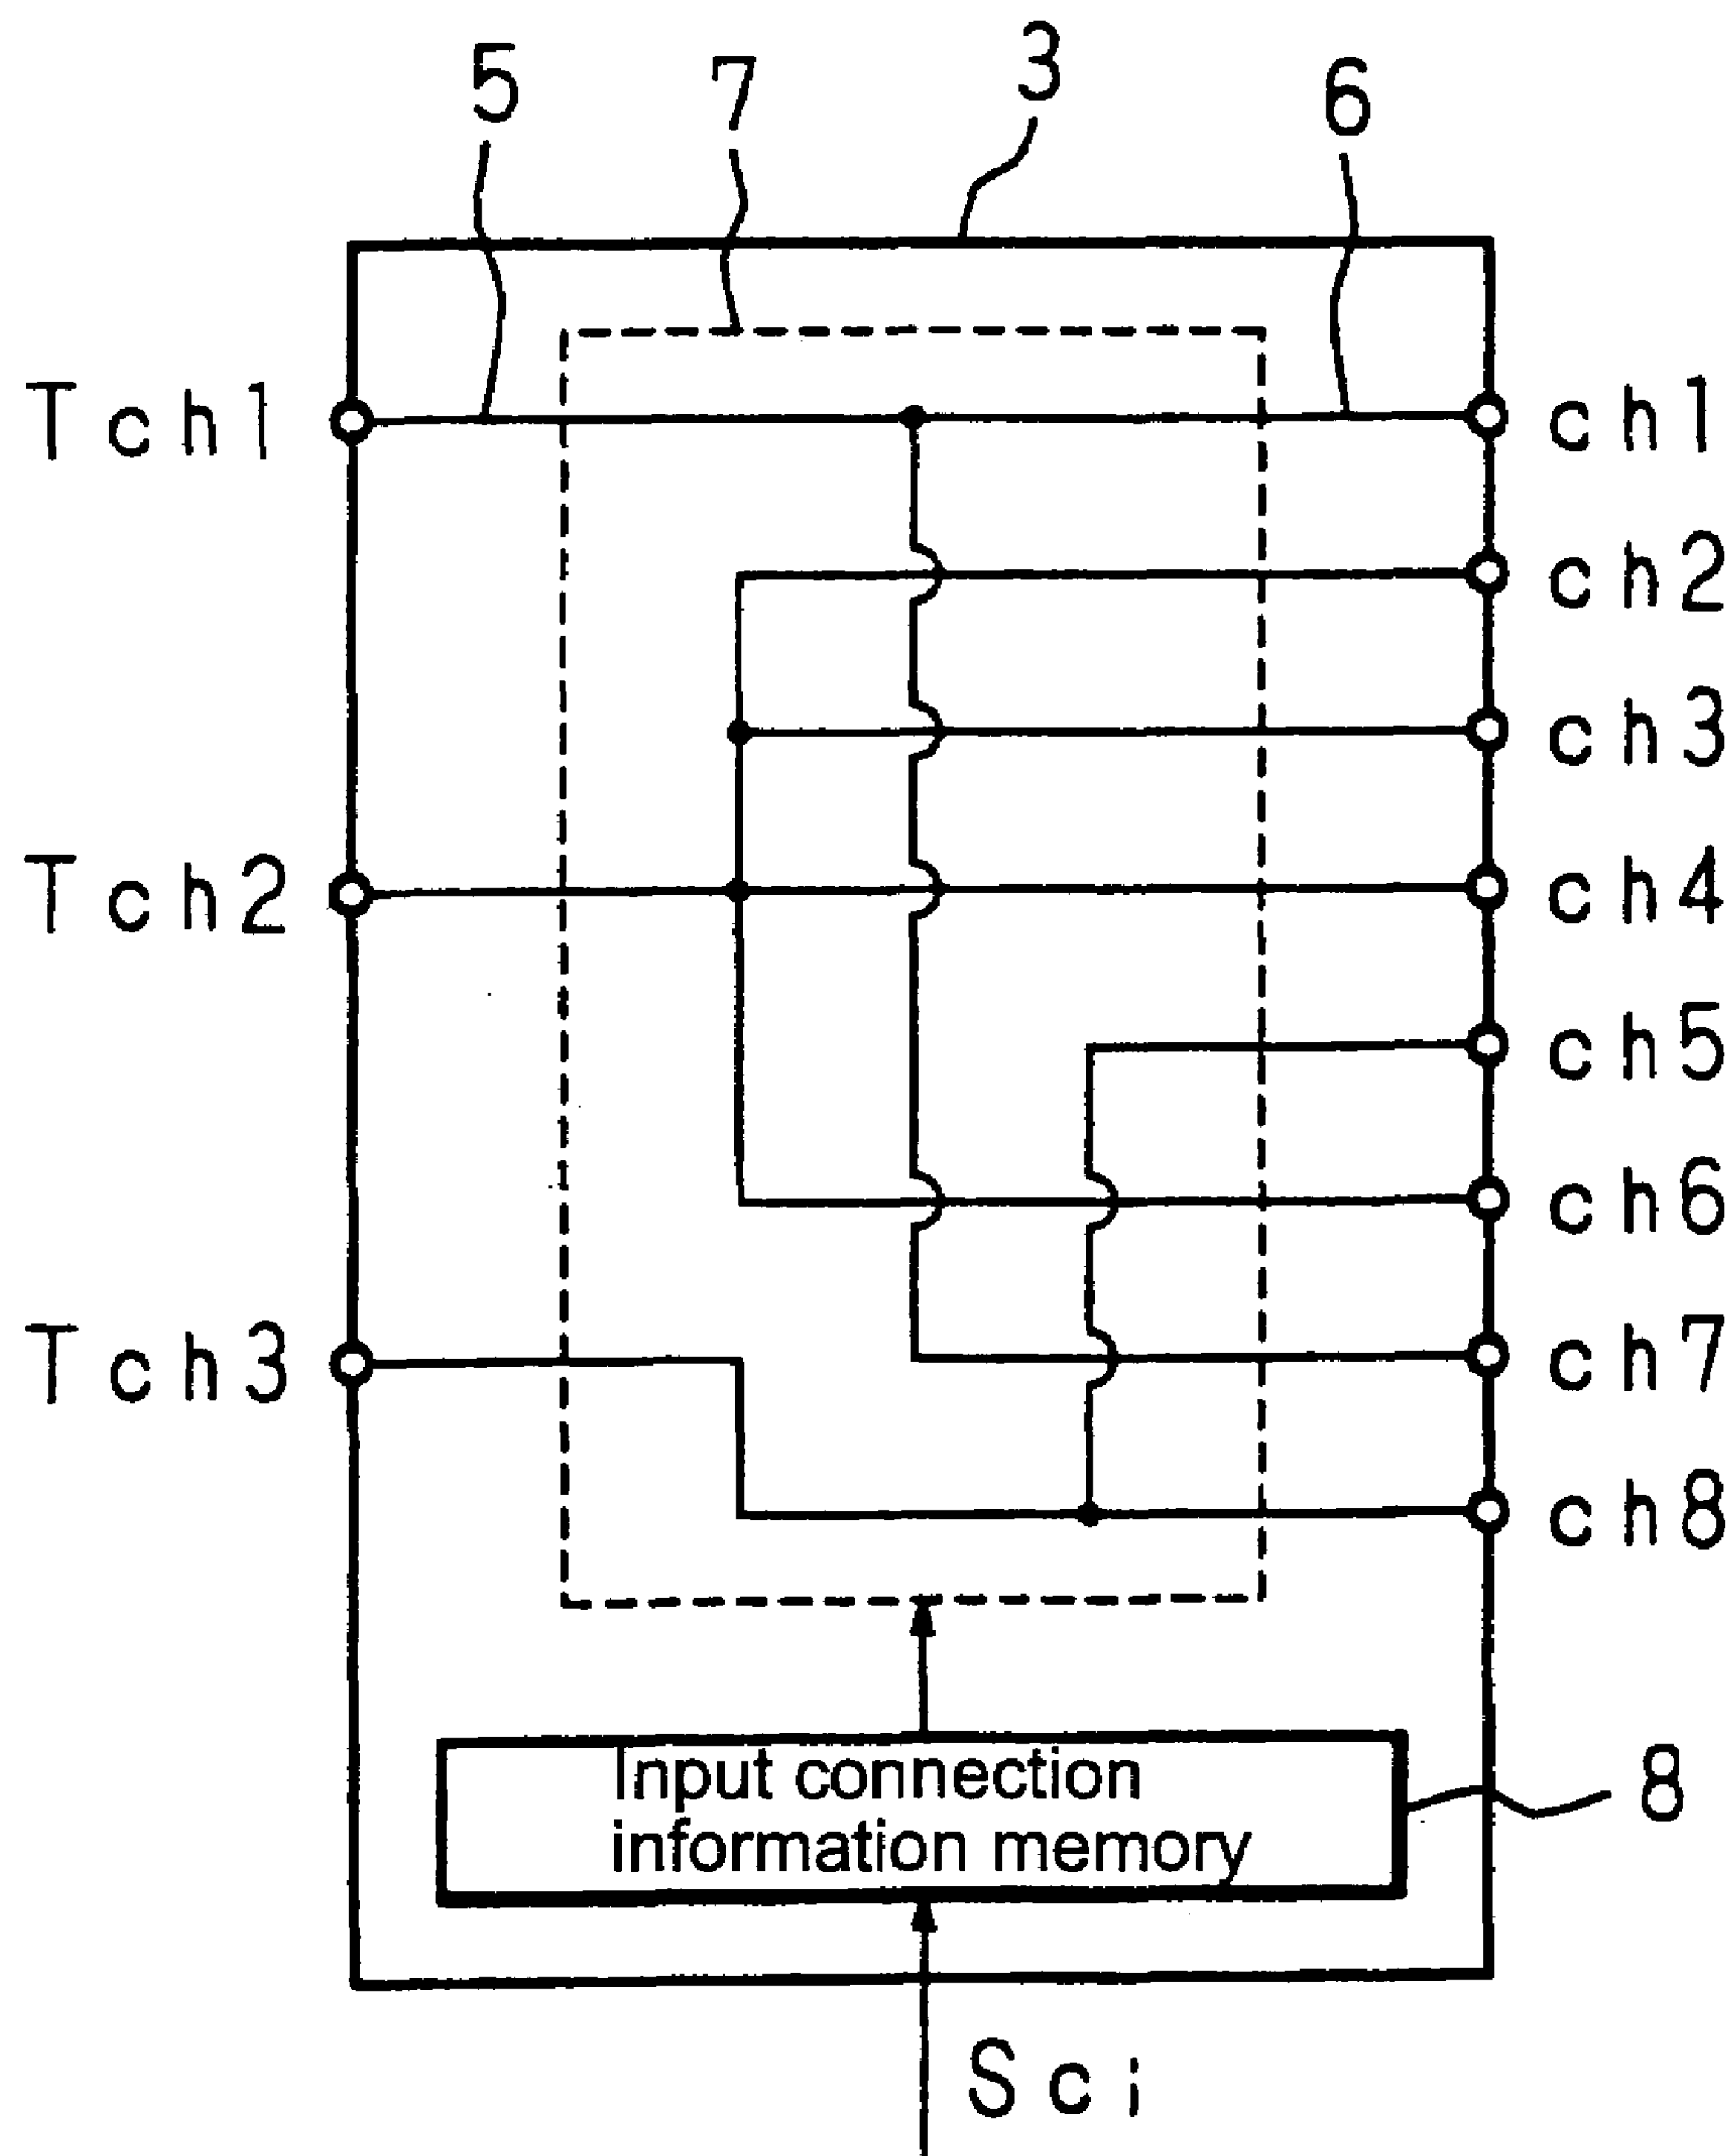 5 7 3 6
Tch1 ch1
ch2
ch3
Tch2 ch4
ch5
ch6
Tch3 ch7
ch8
Input connection
information memory
8
Sci